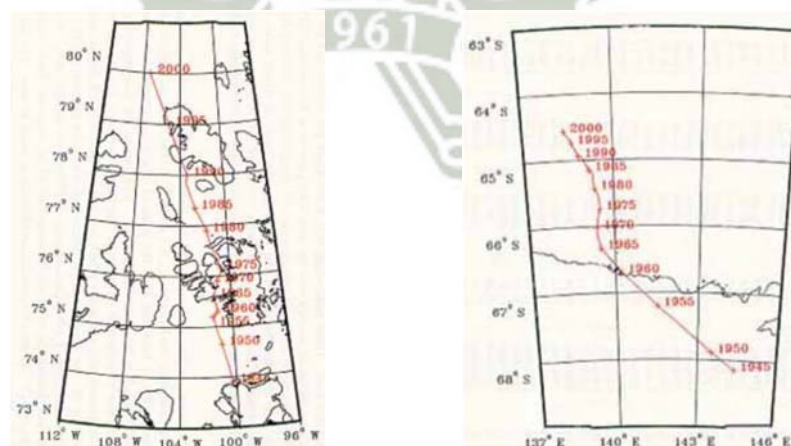 961
80° N
79° N
78° N
77° N
76° N
75° N
74° N
73° N
112° W
108° W
104° W
100° W
96° W
2000
1995
1990
1985
1980
1975
1970
1965
1960
1955
1950
63° S
64° S
65° S
66° S
67° S
68° S
137° E
140° E
143° E
146° E
2000
1995
1990
1985
1980
1975
1970
1965
1960
1955
1950
1945